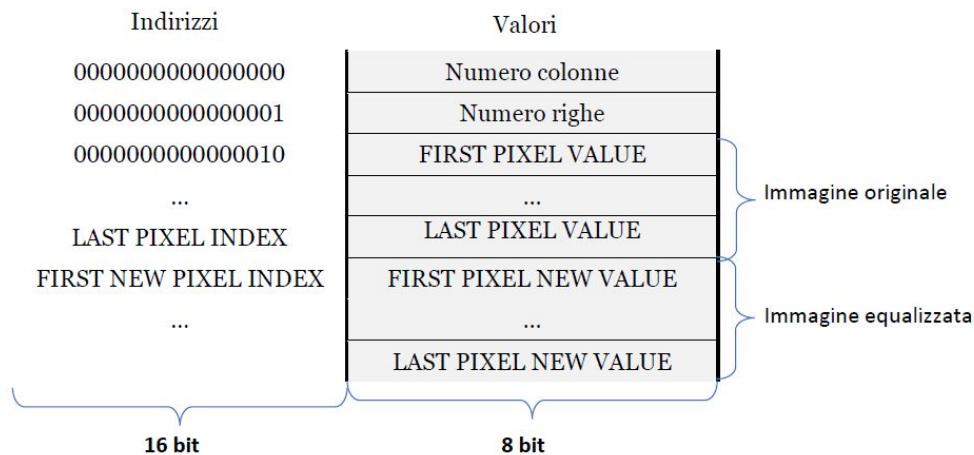 Indirizzi Valori
0000000000000000 Numero colonne
0000000000000001 Numero righe
0000000000000010 FIRST PIXEL VALUE
... ...
Immagine originale
LAST PIXEL INDEX LAST PIXEL VALUE
FIRST NEW PIXEL INDEX FIRST PIXEL NEW VALUE
... ...
Immagine equalizzata
LAST PIXEL NEW VALUE
16 bit 8 bit